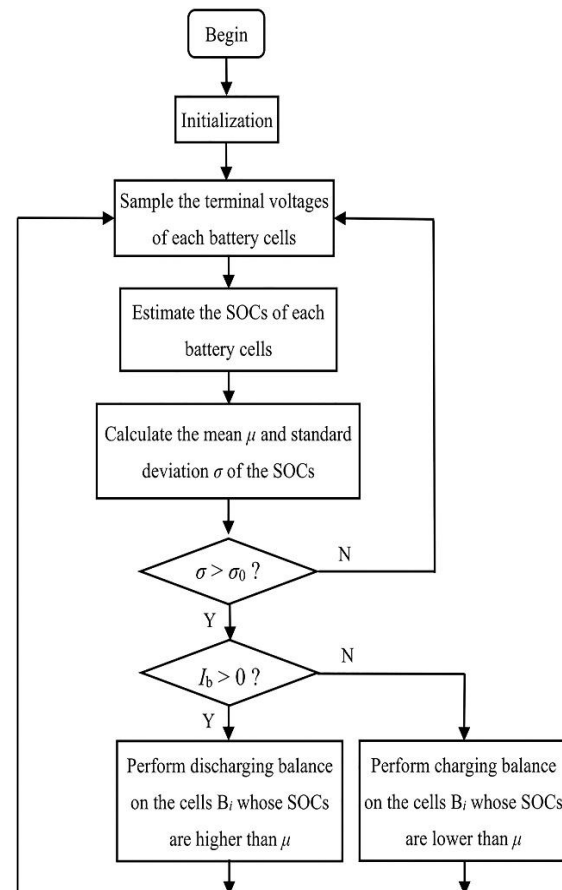 Begin
Initialization
Sample the terminal voltages
of each battery cells
Estimate the SOCs of each
battery cells
Calculate the mean μ and standard
deviation σ of the SOCs
σ > σ₀ ?
N
Y
I_b > 0 ?
N
Y
Perform discharging balance
on the cells Bᵢ whose SOCs
are higher than μ
Perform charging balance
on the cells Bᵢ whose SOCs
are lower than μ